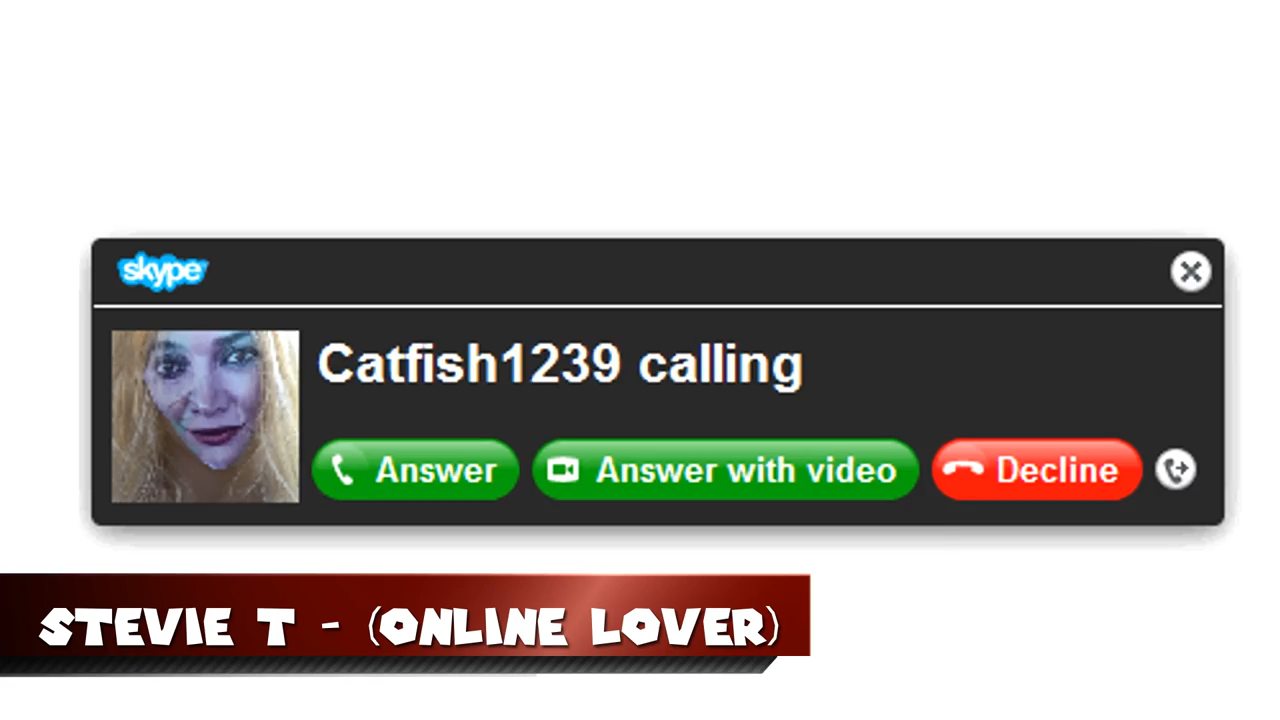 skype
Catfish1239 calling
Answer
Answer with video
Decline
STEVIE T - (ONLINE LOVER)